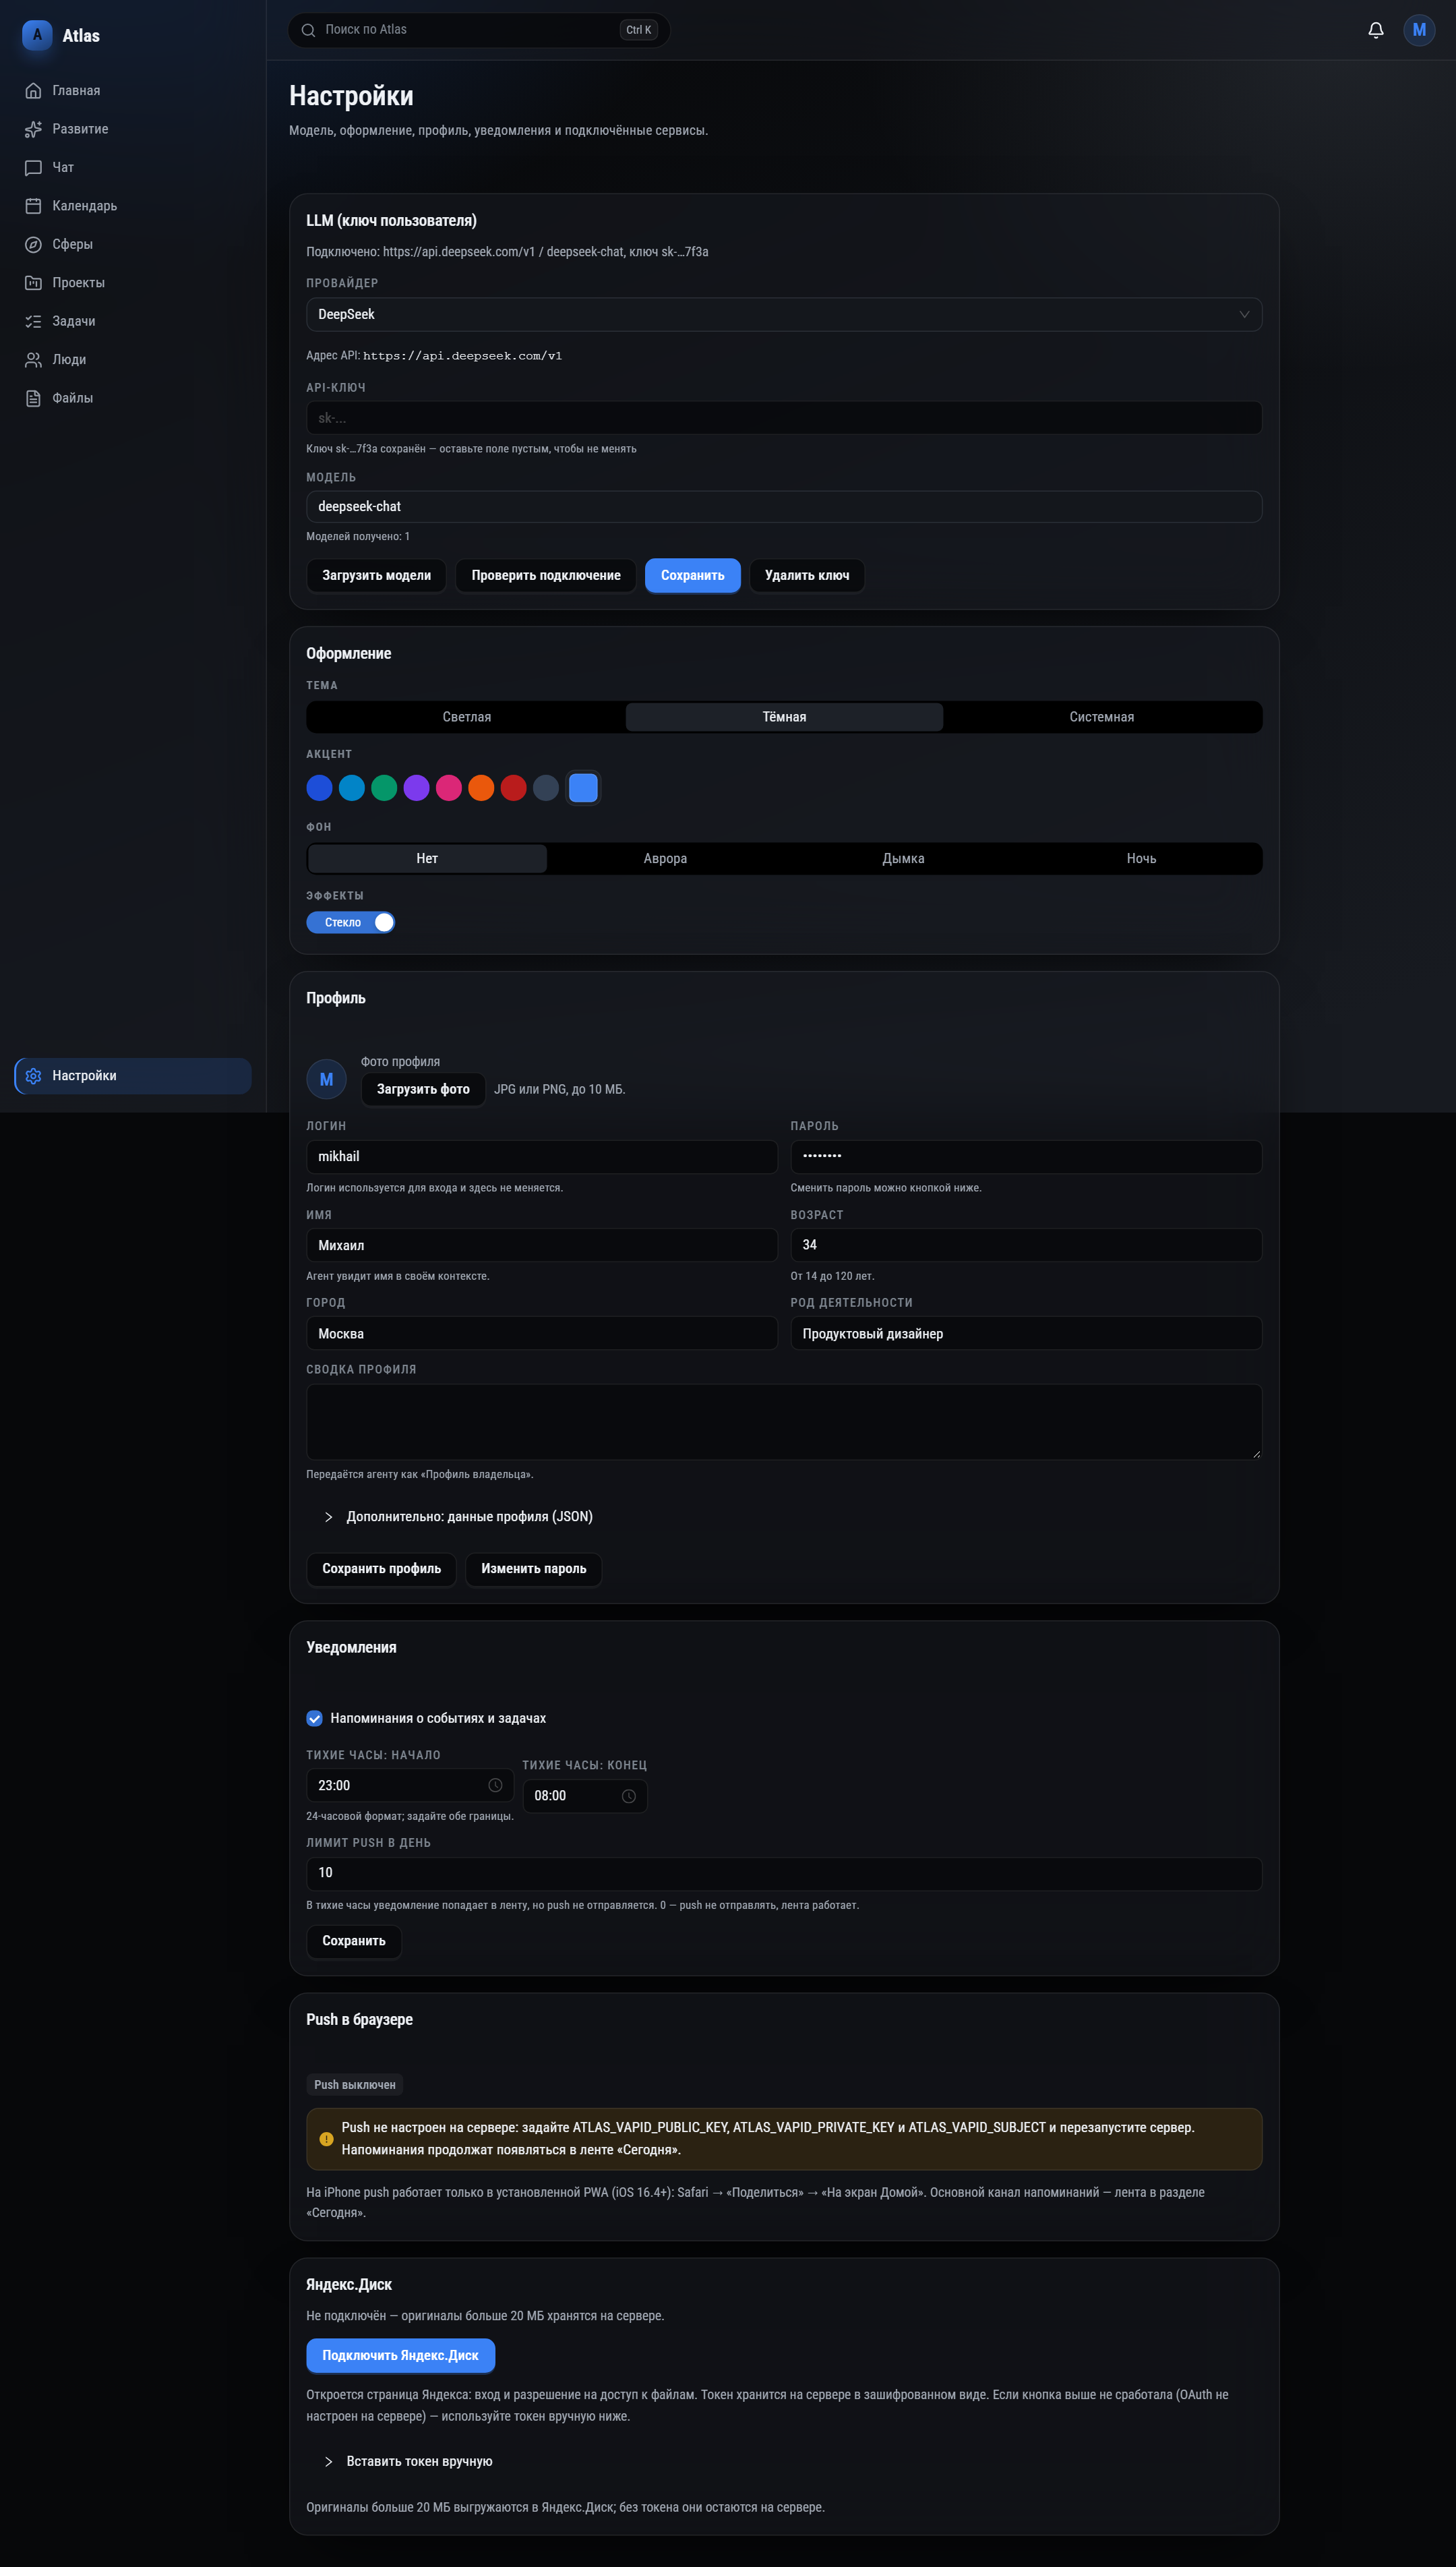 A Atlas
Поиск по Atlas
Ctrl K
M
Главная
Развитие
Чат
Календарь
Сферы
Проекты
Задачи
Люди
Файлы
Настройки
Настройки
Модель, оформление, профиль, уведомления и подключённые сервисы.
LLM (ключ пользователя)
Подключено: https://api.deepseek.com/v1 / deepseek-chat, ключ sk-…7f3a
ПРОВАЙДЕР
DeepSeek
Адрес API: https://api.deepseek.com/v1
API-КЛЮЧ
sk-...
Ключ sk-…7f3a сохранён — оставьте поле пустым, чтобы не менять
МОДЕЛЬ
deepseek-chat
Моделей получено: 1
Загрузить модели
Проверить подключение
Сохранить
Удалить ключ
Оформление
ТЕМА
Светлая
Тёмная
Системная
АКЦЕНТ
ФОН
Нет
Аврора
Дымка
Ночь
ЭФФЕКТЫ
Стекло
Профиль
M
Фото профиля
Загрузить фото
JPG или PNG, до 10 МБ.
ЛОГИН
mikhail
Логин используется для входа и здесь не меняется.
ПАРОЛЬ
••••••••
Сменить пароль можно кнопкой ниже.
ИМЯ
Михаил
Агент увидит имя в своём контексте.
ВОЗРАСТ
34
От 14 до 120 лет.
ГОРОД
Москва
РОД ДЕЯТЕЛЬНОСТИ
Продуктовый дизайнер
СВОДКА ПРОФИЛЯ
Передаётся агенту как «Профиль владельца».
Дополнительно: данные профиля (JSON)
Сохранить профиль
Изменить пароль
Уведомления
Напоминания о событиях и задачах
ТИХИЕ ЧАСЫ: НАЧАЛО
23:00
24-часовой формат; задайте обе границы.
ТИХИЕ ЧАСЫ: КОНЕЦ
08:00
ЛИМИТ PUSH В ДЕНЬ
10
В тихие часы уведомление попадает в ленту, но push не отправляется. 0 — push не отправлять, лента работает.
Сохранить
Push в браузере
Push выключен
Push не настроен на сервере: задайте ATLAS_VAPID_PUBLIC_KEY, ATLAS_VAPID_PRIVATE_KEY и ATLAS_VAPID_SUBJECT и перезапустите сервер.
Напоминания продолжат появляться в ленте «Сегодня».
На iPhone push работает только в установленной PWA (iOS 16.4+): Safari → «Поделиться» → «На экран Домой». Основной канал напоминаний — лента в разделе
«Сегодня».
Яндекс.Диск
Не подключён — оригиналы больше 20 МБ хранятся на сервере.
Подключить Яндекс.Диск
Откроется страница Яндекса: вход и разрешение на доступ к файлам. Токен хранится на сервере в зашифрованном виде. Если кнопка выше не сработала (OAuth не
настроен на сервере) — используйте токен вручную ниже.
Вставить токен вручную
Оригиналы больше 20 МБ выгружаются в Яндекс.Диск; без токена они остаются на сервере.